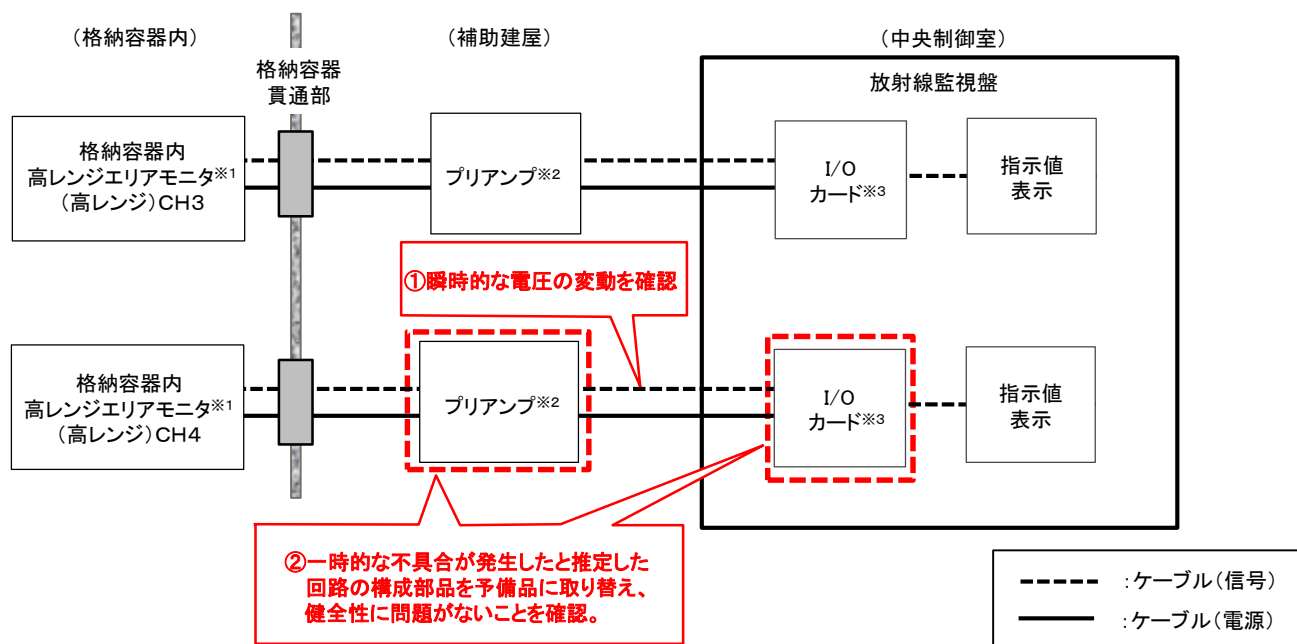 (格納容器内)
(補助建屋)
(中央制御室)
格納容器
貫通部
放射線監視盤
格納容器内
高レンジエリアモニタ※1
(高レンジ)CH3
プリアンプ※2
I/O
カード※3
指示値
表示
①瞬時的な電圧の変動を確認
格納容器内
高レンジエリアモニタ※1
(高レンジ)CH4
プリアンプ※2
I/O
カード※3
指示値
表示
②一時的な不具合が発生したと推定した
回路の構成部品を予備品に取り替え、
健全性に問題がないことを確認。
:ケーブル(信号)
:ケーブル(電源)